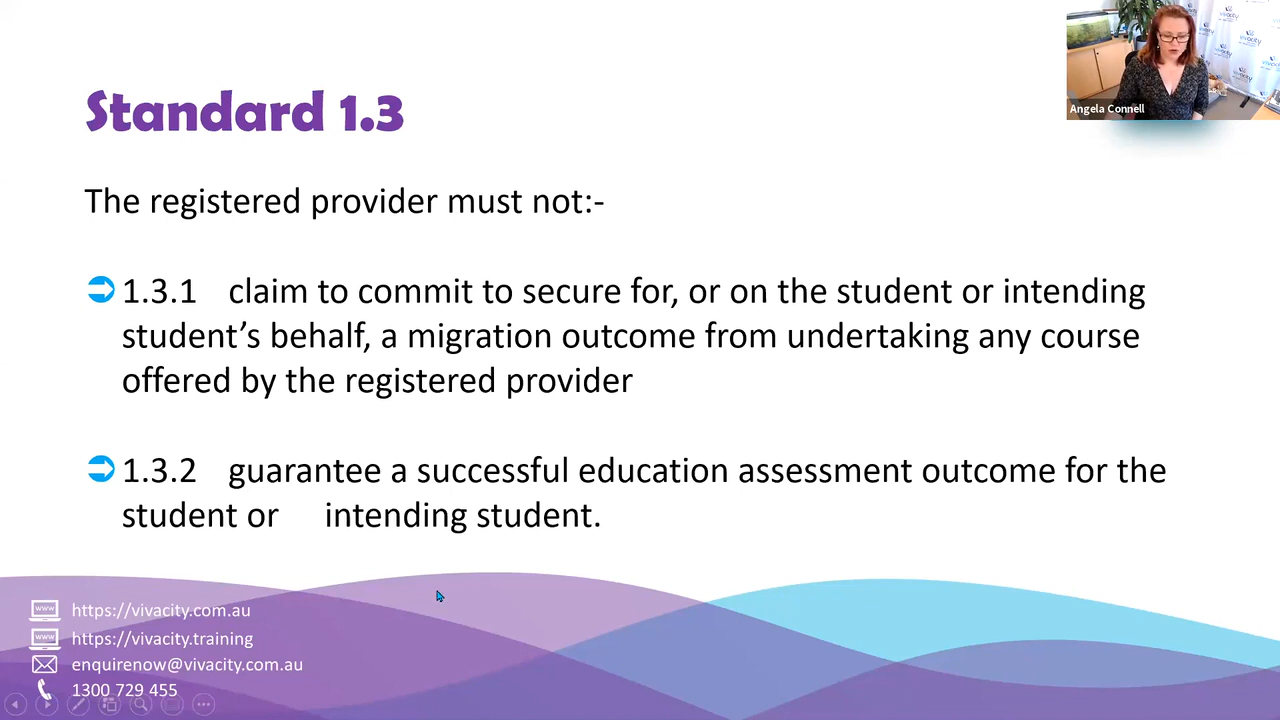 Standard 1.3
Angela Connell
The registered provider must not:-
1.3.1 claim to commit to secure for, or on the student or intending
student’s behalf, a migration outcome from undertaking any course
offered by the registered provider
1.3.2 guarantee a successful education assessment outcome for the
student or intending student.
https://vivacity.com.au
https://vivacity.training
enquirenow@vivacity.com.au
1300 729 455